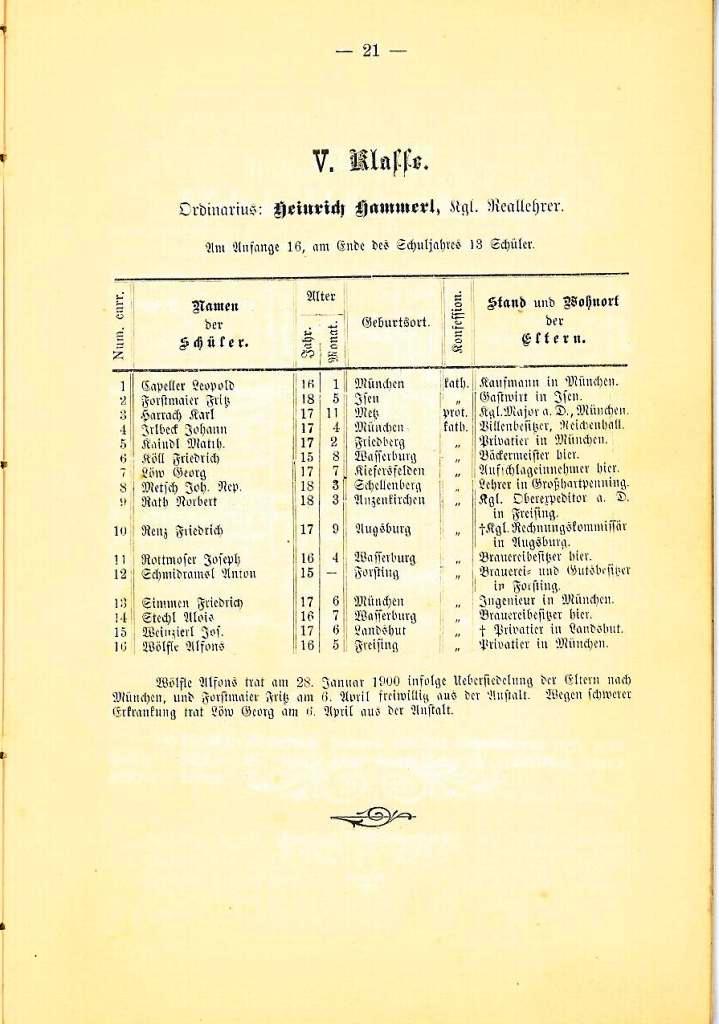 — 21 —
V. Klasse.
Ordinarius: Heinrich Hammerl, Kgl. Reallehrer.
Am Anfange 16, am Ende des Schuljahres 13 Schüler.
Num. curr. Namen der Schüler. Alter Jahr. Monat. Geburtsort. Konfession. Stand und Wohnort der Eltern.
1 Capeller Leopold 16 1 München kath. Kaufmann in München.
2 Forstmaier Fritz 18 5 Isen „ Gastwirt in Isen.
3 Harrach Karl 17 11 Metz prot. Kgl. Major a. D., München.
4 Irlbeck Johann 17 4 München kath. Villenbesitzer, Reichenhall.
5 Kaindl Matth. 17 2 Friedberg „ Privatier in München.
6 Köll Friedrich 15 8 Wasserburg „ Bäckermeister hier.
7 Löw Georg 17 7 Kiefersfelden „ Aufschlageinnehmer hier.
8 Metsch Joh. Nep. 18 3 Schellenberg „ Lehrer in Großhartpenning.
9 Rath Norbert 18 3 Anzenkirchen „ Kgl. Oberexpeditor a. D.
in Freising.
10 Renz Friedrich 17 9 Augsburg „ †Kgl. Rechnungskommissär
in Augsburg.
11 Rottmoser Joseph 16 4 Wasserburg „ Brauereibesitzer hier.
12 Schmidramsl Anton 15 — Forsting „ Brauerei- und Gutsbesitzer
in Forsting.
13 Simmen Friedrich 17 6 München „ Ingenieur in München.
14 Stechl Alois 16 7 Wasserburg „ Brauereibesitzer hier.
15 Weinzierl Jos. 17 6 Landshut „ † Privatier in Landshut.
16 Wölfle Alfons 16 5 Freising „ Privatier in München.
Wölfle Alfons trat am 28. Januar 1900 infolge Uebersiedelung der Eltern nach
München, und Forstmaier Fritz am 6. April freiwillig aus der Anstalt. Wegen schwerer
Erkrankung trat Löw Georg am 6. April aus der Anstalt.